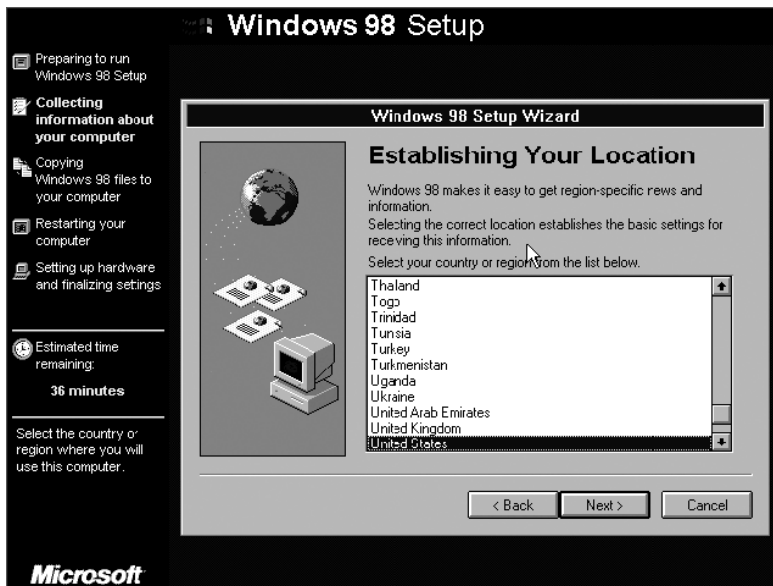 Windows 98 Setup
Preparing to run
Windows 98 Setup
Collecting
information about
your computer
Copying
Windows 98 files to
your computer
Restarting your
computer
Setting up hardware
and finalizing settings
Estimated time
remaining:
36 minutes
Select the country or
region where you will
use this computer.
Microsoft
Windows 98 Setup Wizard
Establishing Your Location
Windows 98 makes it easy to get region-specific news and
information.
Selecting the correct location establishes the basic settings for
receiving this information.
Select your country or region from the list below.
Thailand
Togo
Trinidad
Tunisia
Turkey
Turkmenistan
Uganda
Ukraine
United Arab Emirates
United Kingdom
United States
< Back
Next >
Cancel